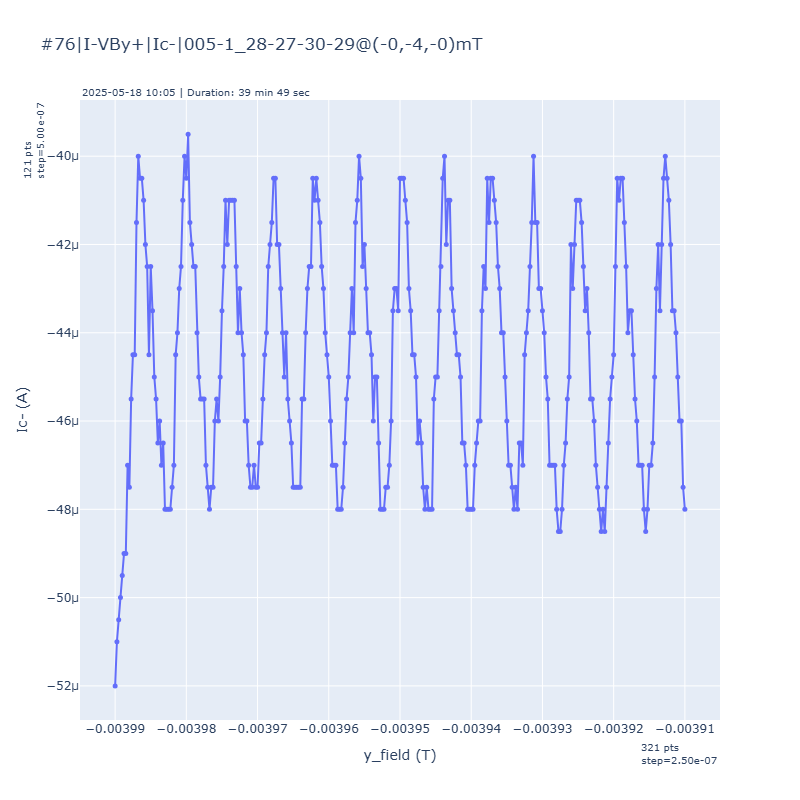 #76|I-VBy+|Ic-|005-1_28-27-30-29@(-0,-4,-0)mT
2025-05-18 10:05 | Duration: 39 min 49 sec
121 pts
step=5.00e-07
−40μ
−42μ
−44μ
−46μ
−48μ
−50μ
−52μ
Ic- (A)
−0.00399
−0.00398
−0.00397
−0.00396
−0.00395
−0.00394
−0.00393
−0.00392
−0.00391
y_field (T)
321 pts
step=2.50e-07